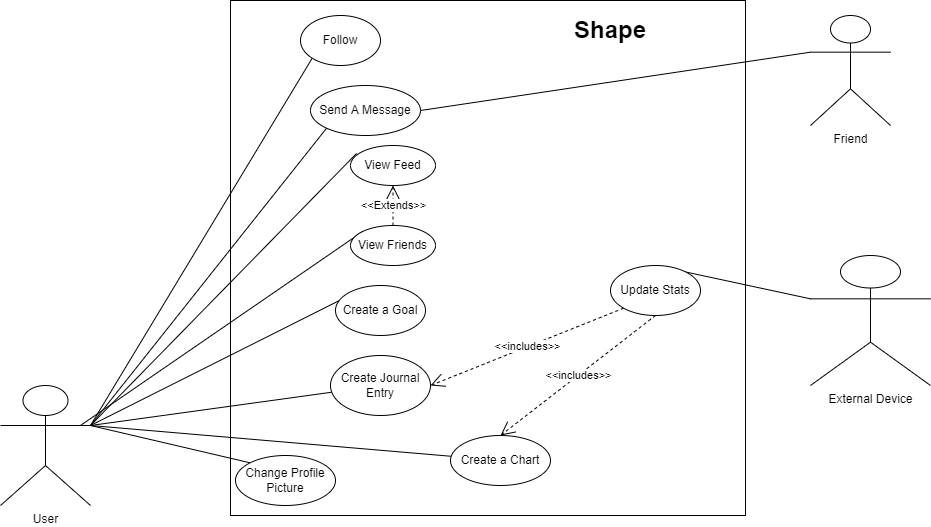 Shape
Follow
Send A Message
Friend
View Feed
<<Extends>>
View Friends
Update Stats
Create a Goal
<<includes>>
<<includes>>
Create Journal
Entry
External Device
Create a Chart
Change Profile
Picture
User